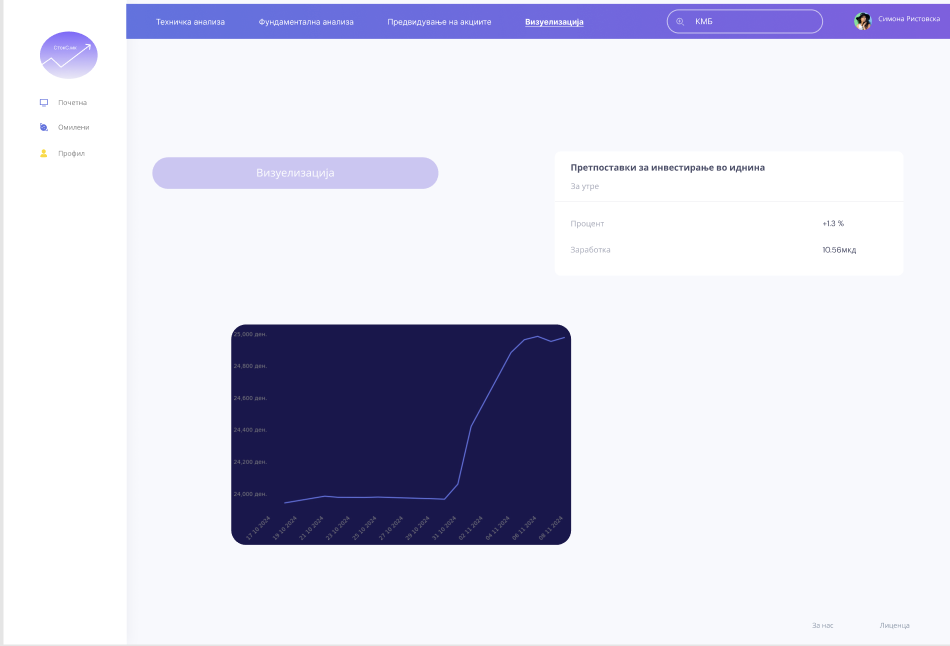 Техничка анализа
Фундаментална анализа
Предвидување на акциите
Визуелизација
КМБ
Симона Ристовска
Почетна
Омилени
Профил
Визуелизација
Претпоставки за инвестирање во иднина
За утре
Процент
+1.3 %
Заработка
10.56мкд
25,000 ден.
24,800 ден.
24,600 ден.
24,400 ден.
24,200 ден.
24,000 ден.
17 10 2024
19 10 2024
21 10 2024
23 10 2024
25 10 2024
27 10 2024
29 10 2024
31 10 2024
02 11 2024
04 11 2024
06 11 2024
08 11 2024
За нас
Лиценца